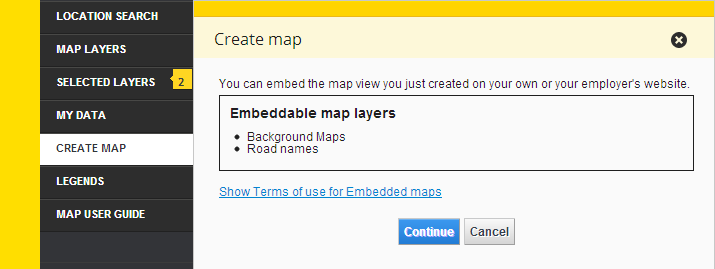 LOCATION SEARCH
MAP LAYERS
SELECTED LAYERS 2
MY DATA
CREATE MAP
LEGENDS
MAP USER GUIDE
Create map
You can embed the map view you just created on your own or your employer's website.
Embeddable map layers
• Background Maps
• Road names
Show Terms of use for Embedded maps
Continue Cancel